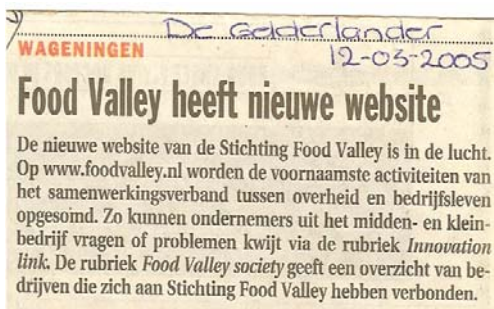 De Gelderlander
12-03-2005
WAGENINGEN
Food Valley heeft nieuwe website
De nieuwe website van de Stichting Food Valley is in de lucht.
Op www.foodvalley.nl worden de voornaamste activiteiten van
het samenwerkingsverband tussen overheid en bedrijfsleven
opgesoind. Zo kunnen ondernemers uit het midden- en klein-
bedrijf vragen of problemen kwijt via de rubriek Innovation
link. De rubriek Food Valley society geeft een overzicht van be-
drijven die zich aan Stichting Food Valley hebben verbonden.